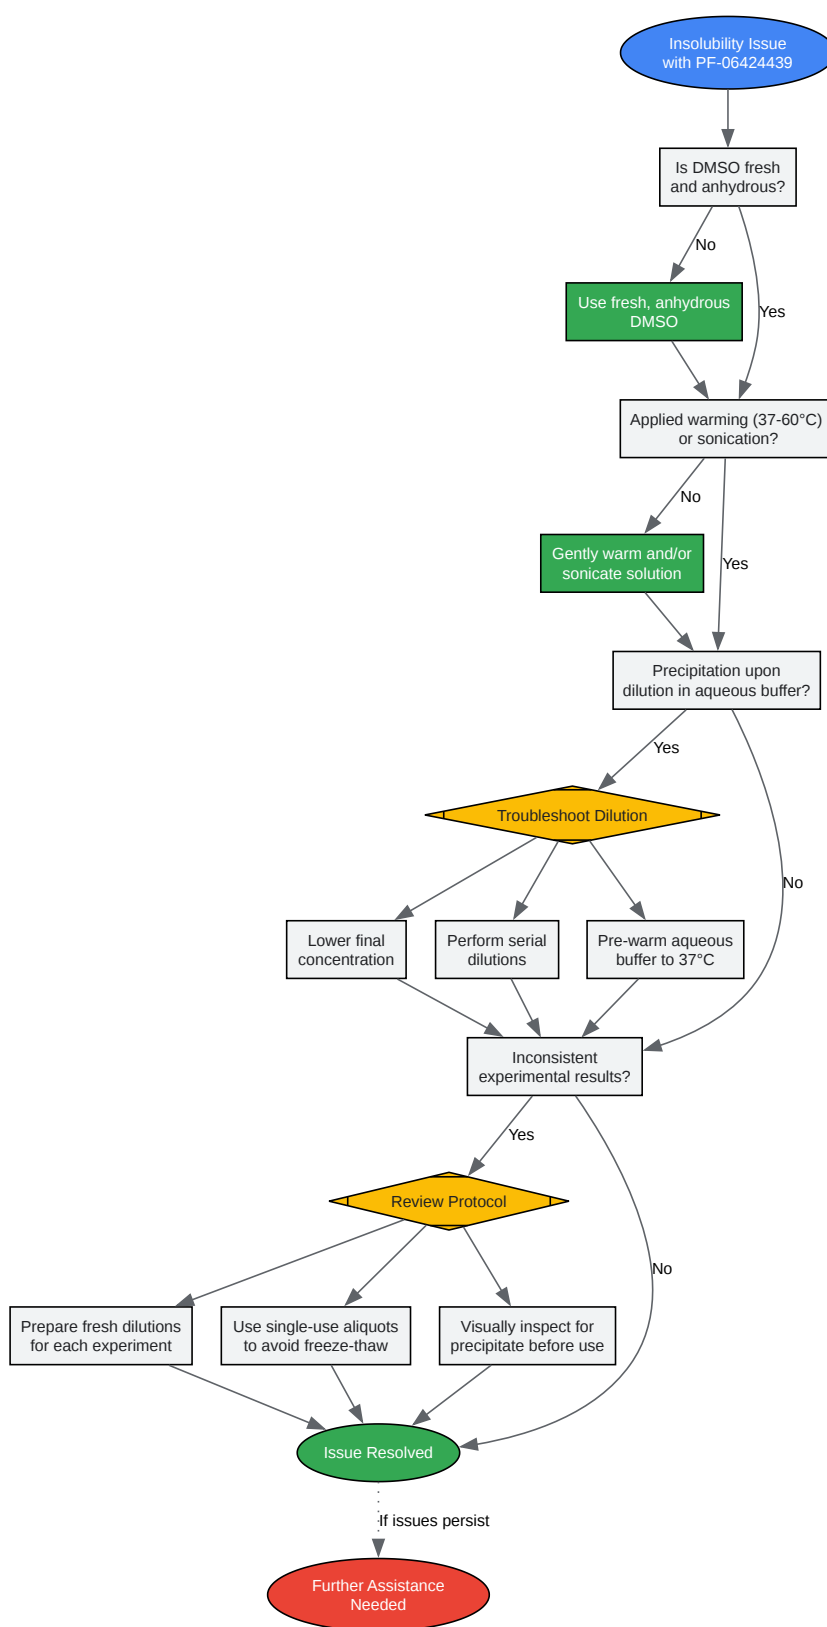 Insolubility Issue
with PF-06424439
Is DMSO fresh
and anhydrous?
No
Yes
Use fresh, anhydrous
DMSO
Applied warming (37-60°C)
or sonication?
No
Yes
Gently warm and/or
sonicate solution
Precipitation upon
dilution in aqueous buffer?
Yes
No
Troubleshoot Dilution
Lower final
concentration
Perform serial
dilutions
Pre-warm aqueous
buffer to 37°C
Inconsistent
experimental results?
Yes
No
Review Protocol
Prepare fresh dilutions
for each experiment
Use single-use aliquots
to avoid freeze-thaw
Visually inspect for
precipitate before use
Issue Resolved
If issues persist
Further Assistance
Needed